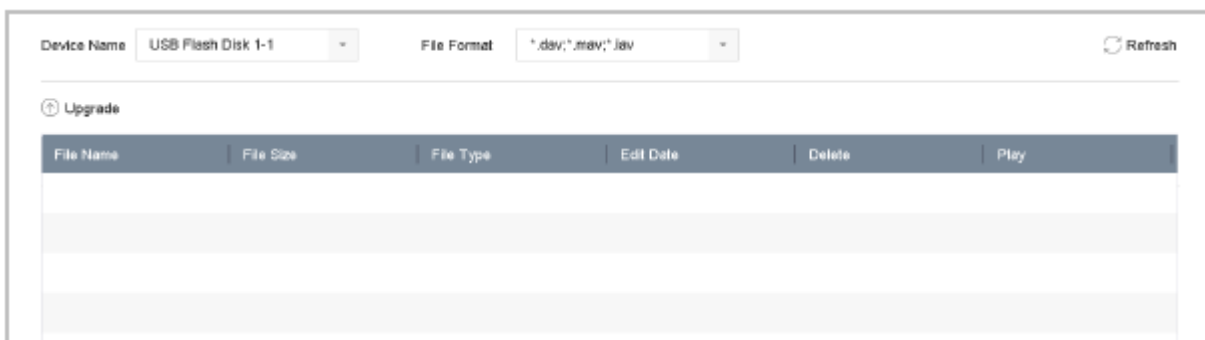 Device Name USB Flash Disk 1-1 File Format *.dav;*.mav;*.iav Refresh
Upgrade
File Name File Size File Type Edit Date Delete Play